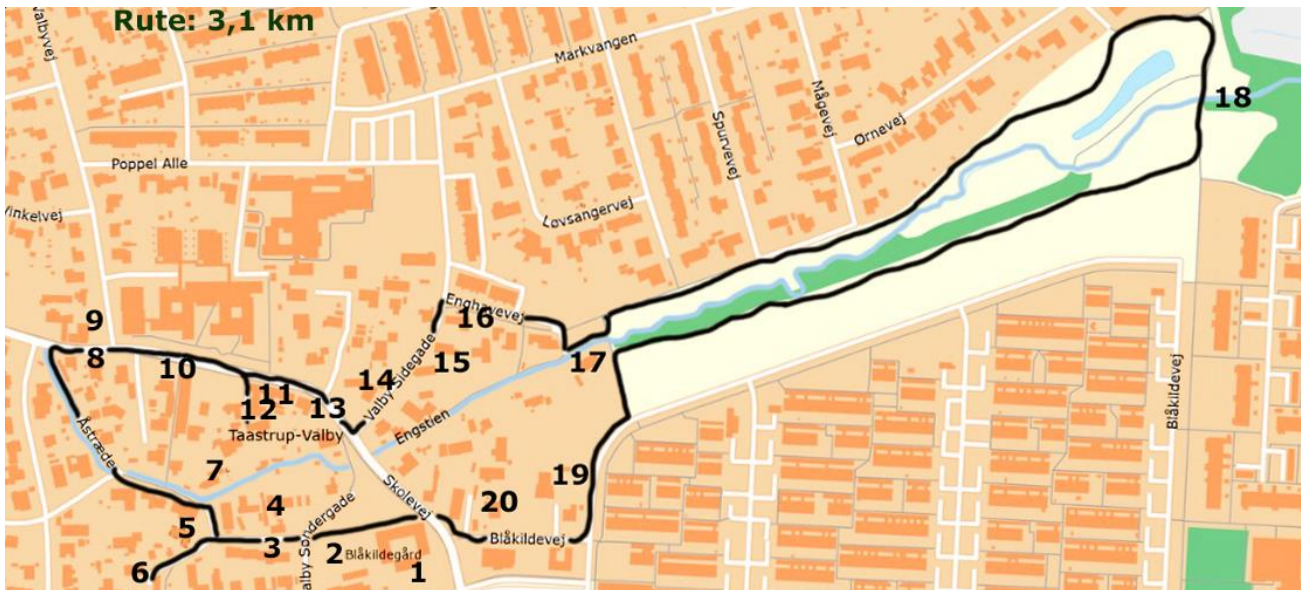 Rute: 3,1 km
Valbyvej
Markvangen
Mågevej
Spurvevej
Ørnevej
18
Poppel Alle
Vinkelvej
Løvsangervej
Enghavevej
9
16
8
10
15
17
14
Valby Sidegade
11
12
13
Blåkildevej
Åstræde
Engstien
Taastrup-Valby
7
19
Skolevej
20
4
5
Valby Søndergade
3
2
Blåkildegård
Blåkildevej
6
1